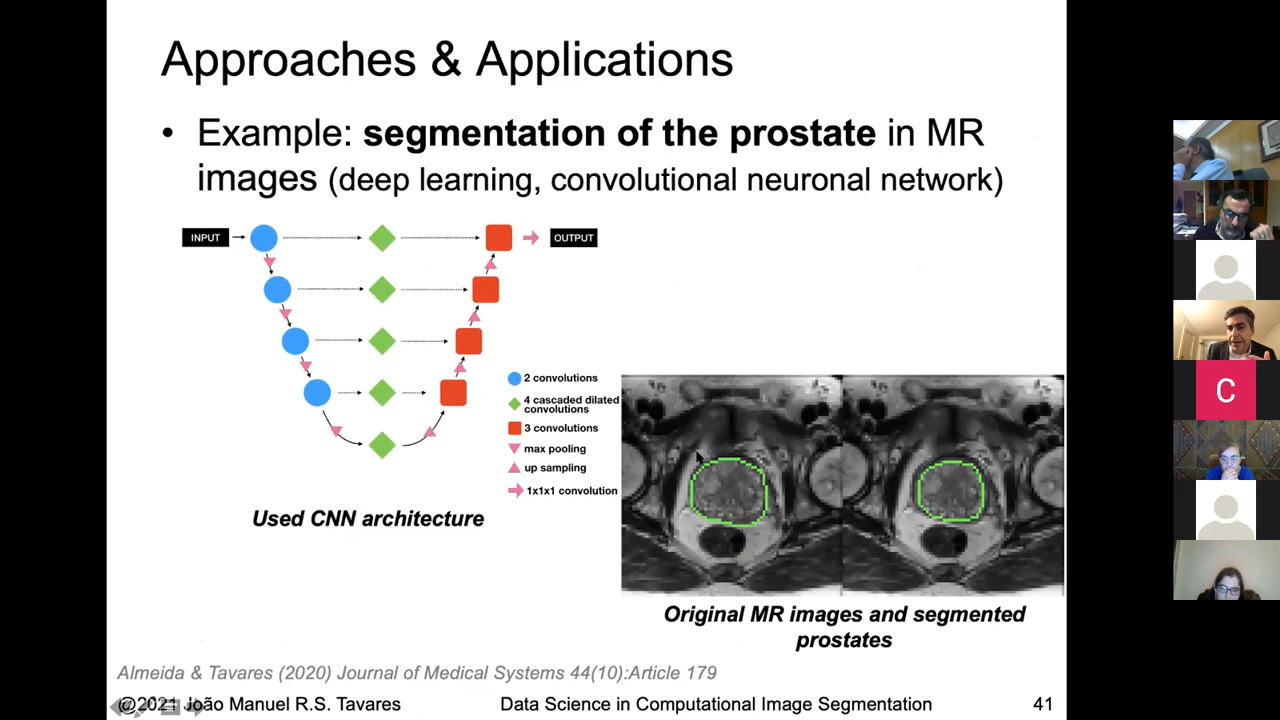 Approaches & Applications
• Example: segmentation of the prostate in MR
images (deep learning, convolutional neuronal network)
INPUT
OUTPUT
2 convolutions
4 cascaded dilated
convolutions
3 convolutions
max pooling
up sampling
1x1x1 convolution
Used CNN architecture
Original MR images and segmented
prostates
Almeida & Tavares (2020) Journal of Medical Systems 44(10):Article 179
@2021 João Manuel R.S. Tavares
Data Science in Computational Image Segmentation
41
C